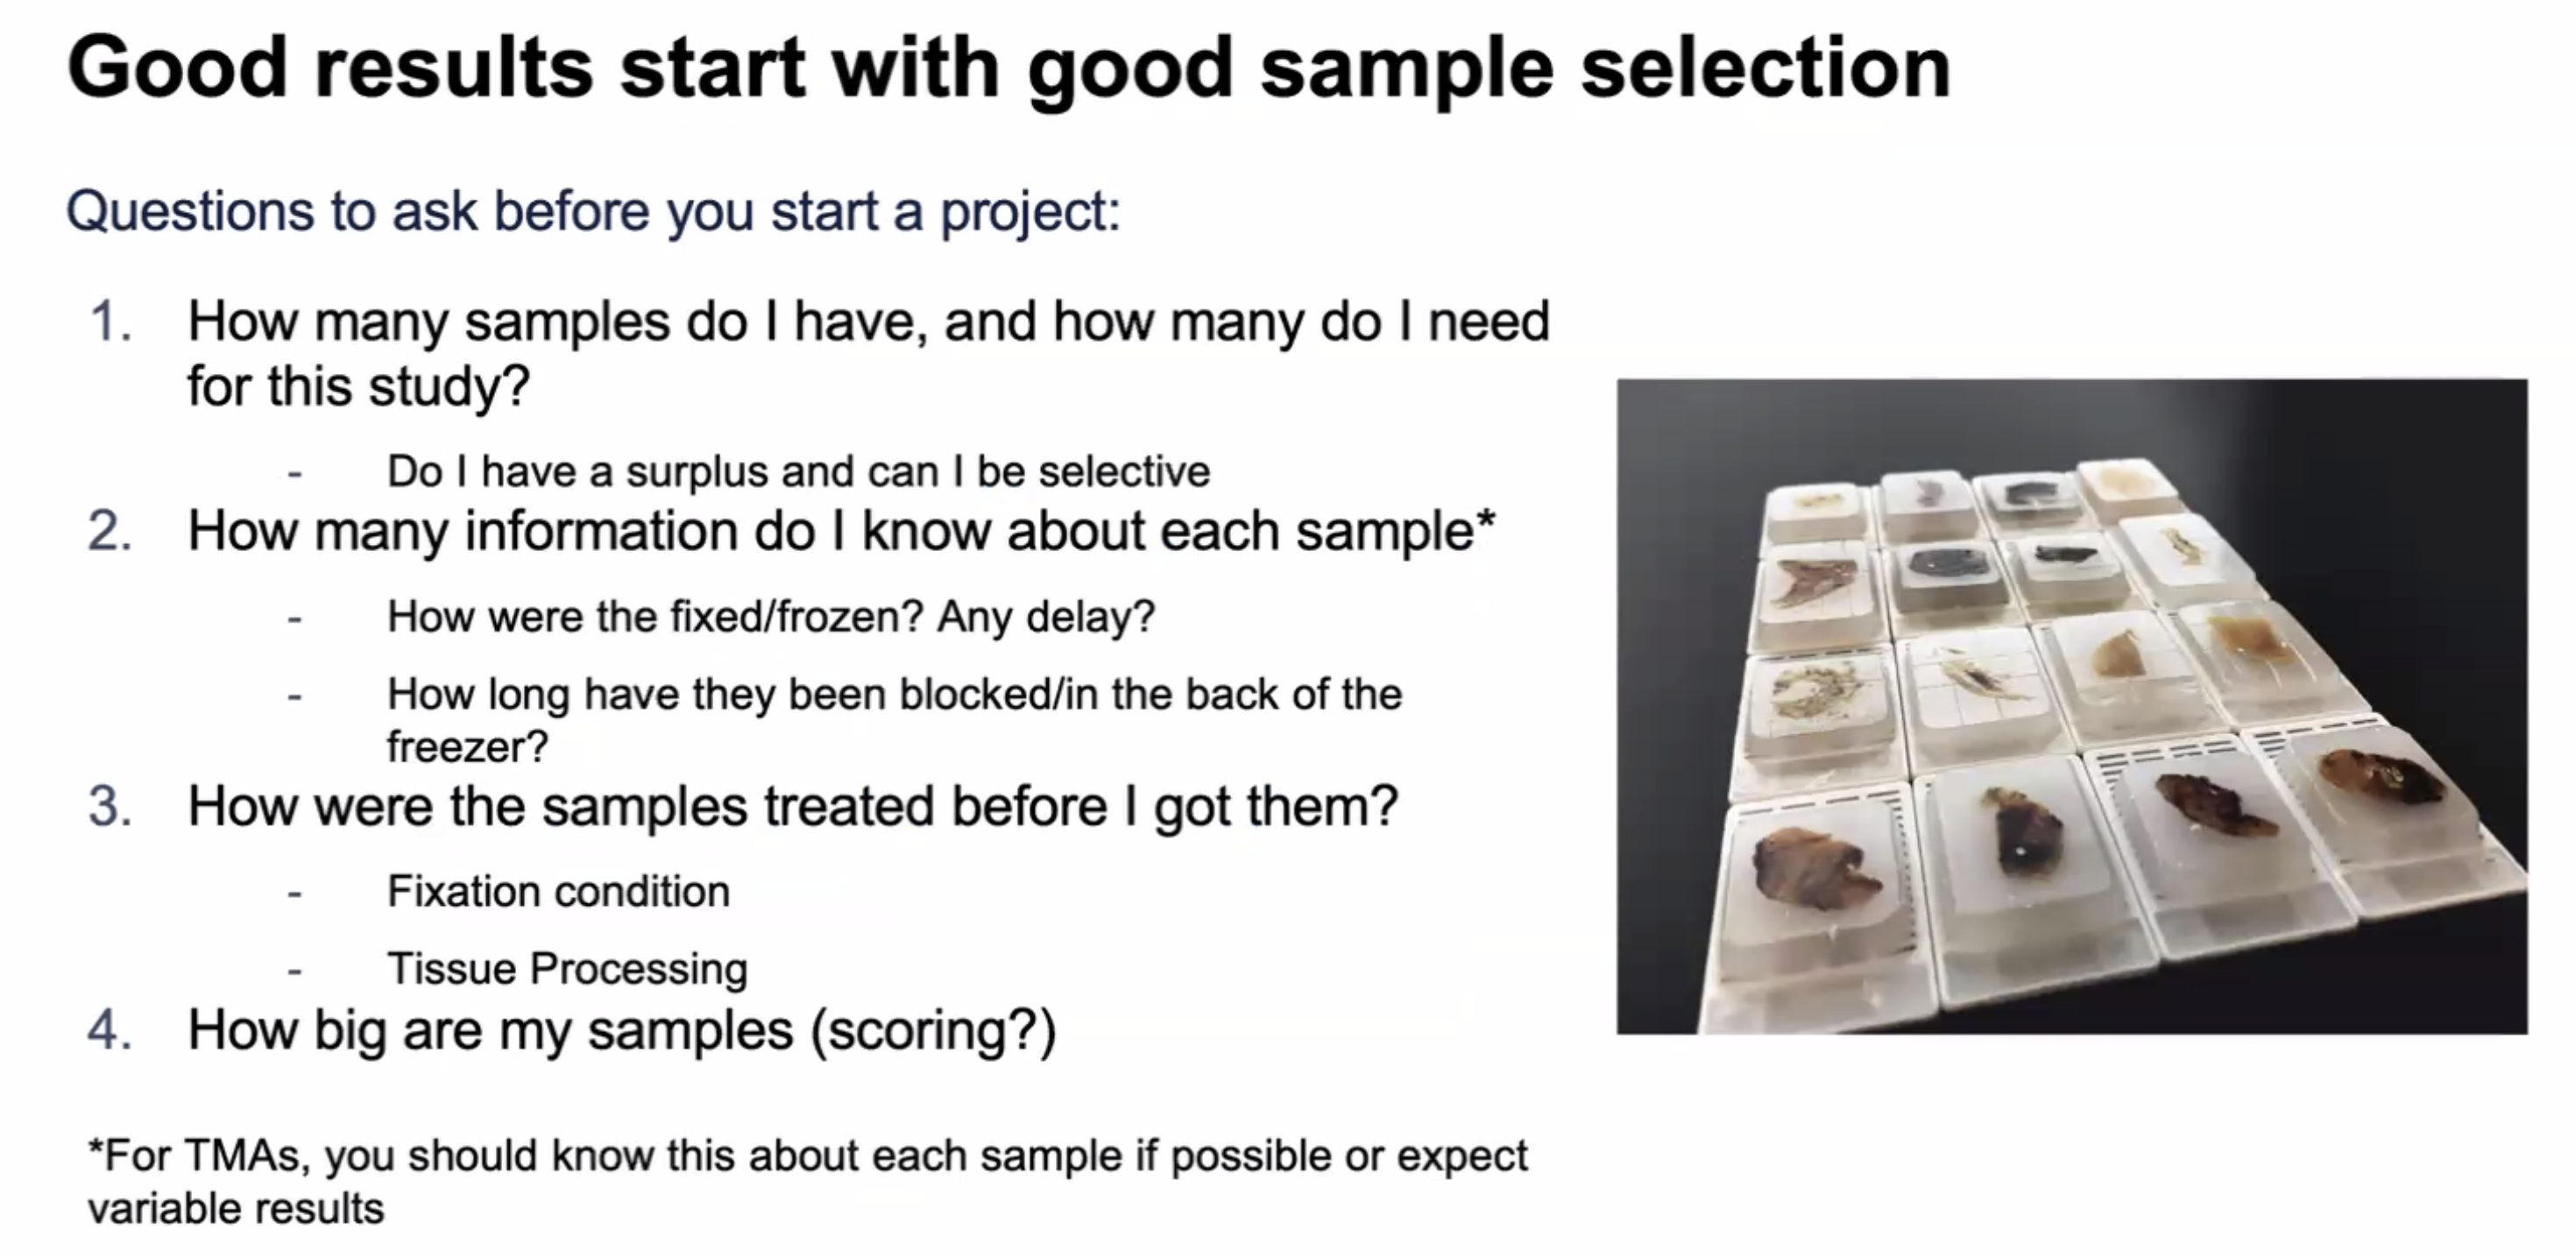 Good results start with good sample selection
Questions to ask before you start a project:
1. How many samples do I have, and how many do I need
for this study?
- Do I have a surplus and can I be selective
2. How many information do I know about each sample*
- How were the fixed/frozen? Any delay?
- How long have they been blocked/in the back of the
freezer?
3. How were the samples treated before I got them?
- Fixation condition
- Tissue Processing
4. How big are my samples (scoring?)
*For TMAs, you should know this about each sample if possible or expect
variable results